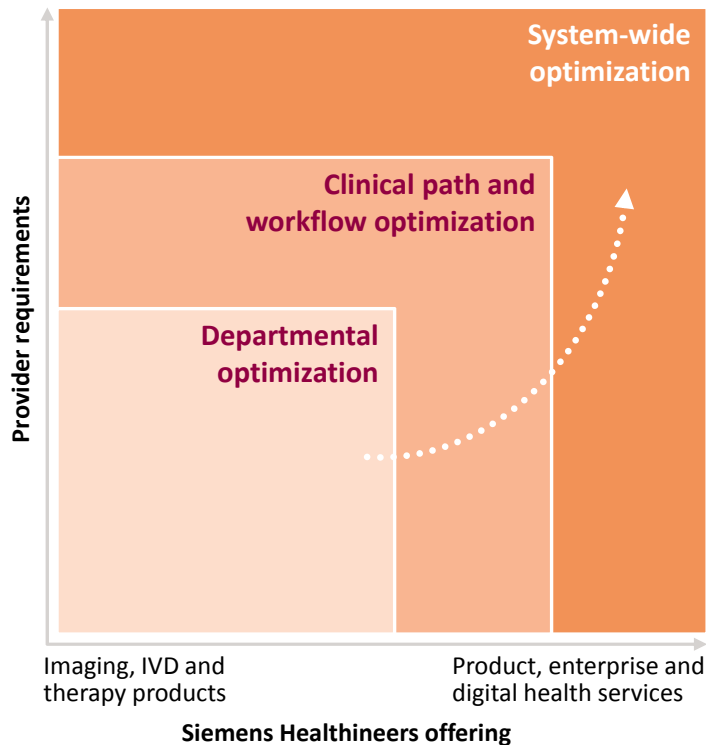 System-wide
optimization
Clinical path and
workflow optimization
Departmental
optimization
Provider requirements
Imaging, IVD and
therapy products
Product, enterprise and
digital health services
Siemens Healthineers offering